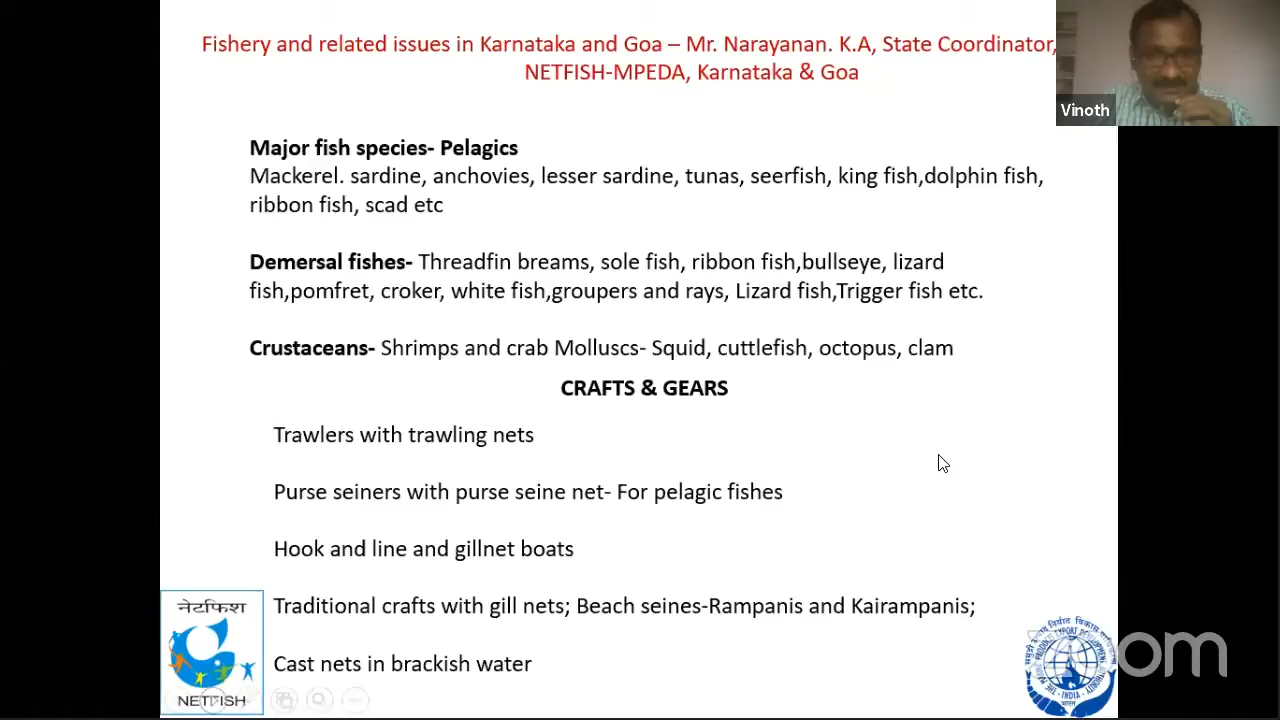 Fishery and related issues in Karnataka and Goa – Mr. Narayanan. K.A, State Coordinator,
NETFISH-MPEDA, Karnataka & Goa
Vinoth
Major fish species- Pelagics
Mackerel. sardine, anchovies, lesser sardine, tunas, seerfish, king fish,dolphin fish,
ribbon fish, scad etc
Demersal fishes- Threadfin breams, sole fish, ribbon fish,bullseye, lizard
fish,pomfret, croker, white fish,groupers and rays, Lizard fish,Trigger fish etc.
Crustaceans- Shrimps and crab Molluscs- Squid, cuttlefish, octopus, clam
CRAFTS & GEARS
Trawlers with trawling nets
Purse seiners with purse seine net- For pelagic fishes
Hook and line and gillnet boats
Traditional crafts with gill nets; Beach seines-Rampanis and Kairampanis;
Cast nets in brackish water
नेटफिश
NETFISH
INDIA
om